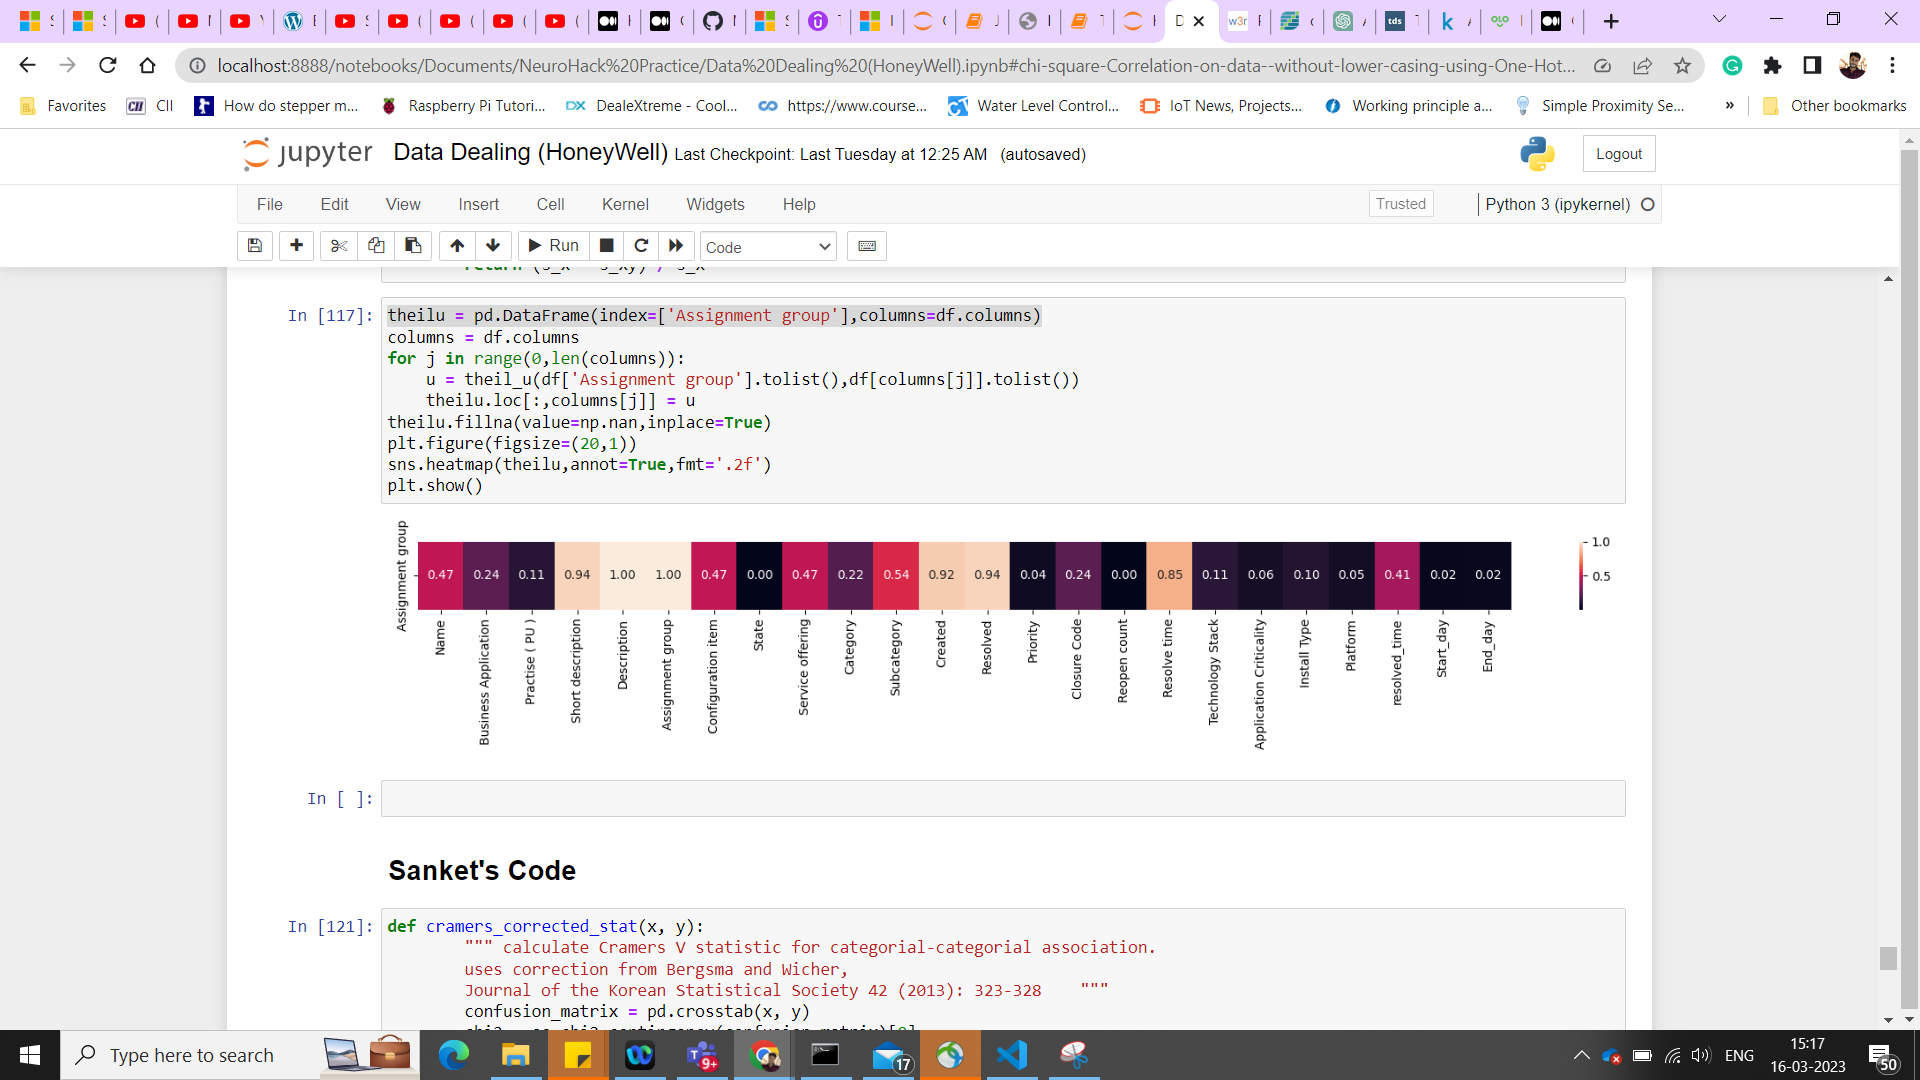 localhost:8888/notebooks/Documents/NeuroHack%20Practice/Data%20Dealing%20(HoneyWell).ipynb#chi-square-Correlation-on-data--without-lower-casing-using-One-Hot...
Favorites CII How do stepper m... Raspberry Pi Tutori... DealeXtreme - Cool... https://www.course... Water Level Control... IoT News, Projects... Working principle a... Simple Proximity Se... » Other bookmarks
jupyter Data Dealing (HoneyWell) Last Checkpoint: Last Tuesday at 12:25 AM (autosaved) Logout
File Edit View Insert Cell Kernel Widgets Help Trusted Python 3 (ipykernel)
Run Code
In [117]: theilu = pd.DataFrame(index=['Assignment group'],columns=df.columns)
columns = df.columns
for j in range(0,len(columns)):
    u = theil_u(df['Assignment group'].tolist(),df[columns[j]].tolist())
    theilu.loc[:,columns[j]] = u
theilu.fillna(value=np.nan,inplace=True)
plt.figure(figsize=(20,1))
sns.heatmap(theilu,annot=True,fmt='.2f')
plt.show()
Assignment group
0.47 0.24 0.11 0.94 1.00 1.00 0.47 0.00 0.47 0.22 0.54 0.92 0.94 0.04 0.24 0.00 0.85 0.11 0.06 0.10 0.05 0.41 0.02 0.02
1.0
0.5
Name
Business Application
Practise ( PU )
Short description
Description
Assignment group
Configuration item
State
Service offering
Category
Subcategory
Created
Resolved
Priority
Closure Code
Reopen count
Resolve time
Technology Stack
Application Criticality
Install Type
Platform
resolved_time
Start_day
End_day
In [ ]:
Sanket's Code
In [121]: def cramers_corrected_stat(x, y):
""" calculate Cramers V statistic for categorial-categorial association.
uses correction from Bergsma and Wicher,
Journal of the Korean Statistical Society 42 (2013): 323-328 """
confusion_matrix = pd.crosstab(x, y)
Type here to search
9+
17
ENG
15:17
16-03-2023
50